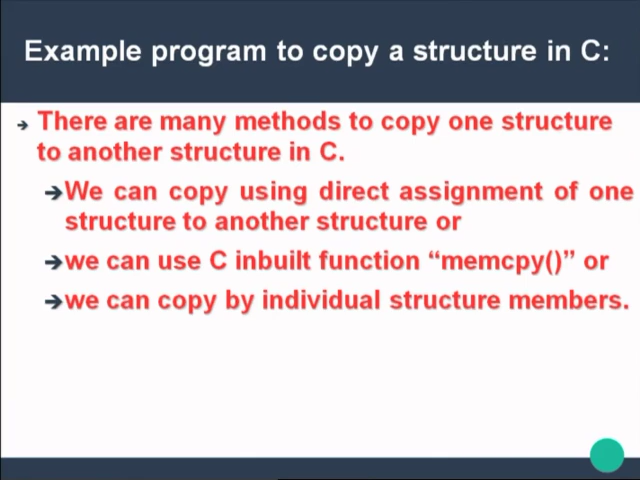 Example program to copy a structure in C:
➔ There are many methods to copy one structure
to another structure in C.
➔We can copy using direct assignment of one
structure to another structure or
➔we can use C inbuilt function “memcpy()” or
➔we can copy by individual structure members.